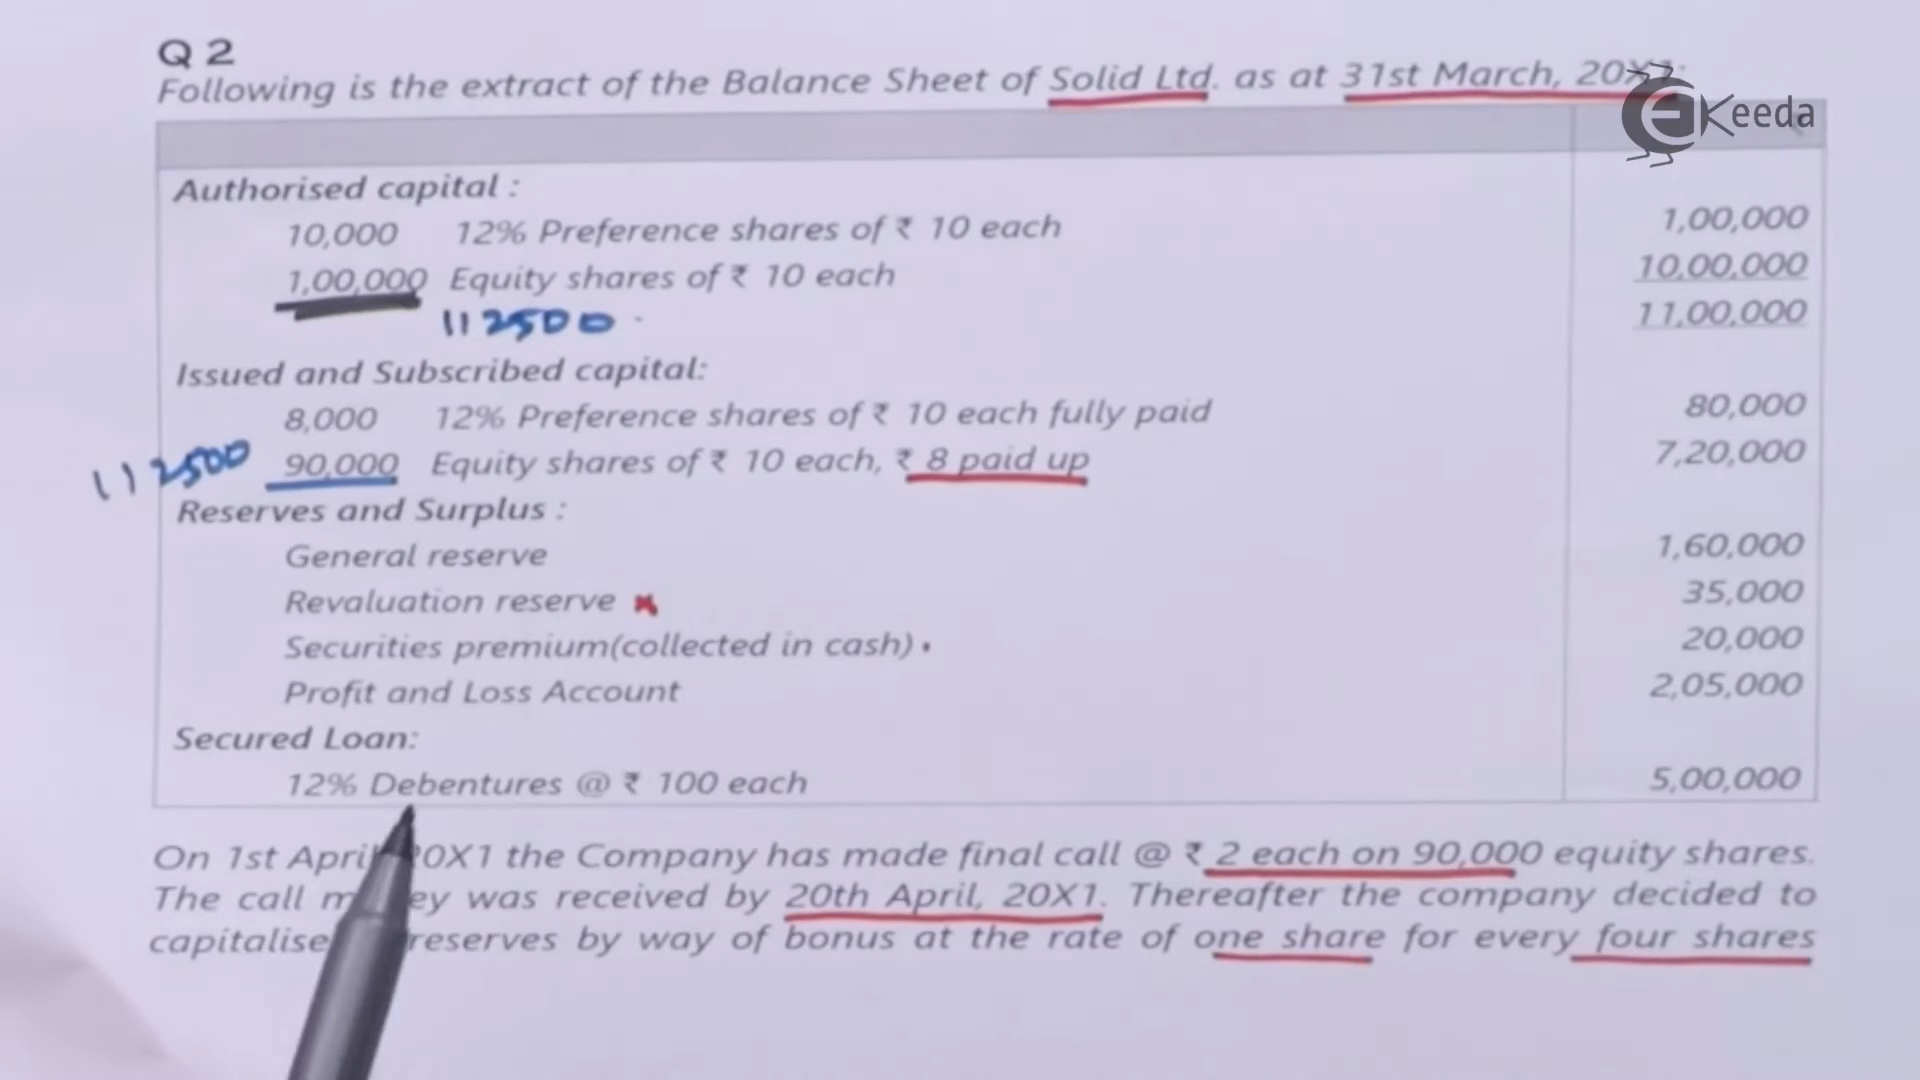 Q 2
Following is the extract of the Balance Sheet of Solid Ltd. as at 31st March, 20X1:
EKeeda
Authorised capital :
10,000 12% Preference shares of ₹ 10 each 1,00,000
1,00,000 Equity shares of ₹ 10 each 10,00,000
112500 11,00,000
Issued and Subscribed capital:
8,000 12% Preference shares of ₹ 10 each fully paid 80,000
112500 90,000 Equity shares of ₹ 10 each, ₹ 8 paid up 7,20,000
Reserves and Surplus :
General reserve 1,60,000
Revaluation reserve 35,000
Securities premium(collected in cash) 20,000
Profit and Loss Account 2,05,000
Secured Loan:
12% Debentures @ ₹ 100 each 5,00,000
On 1st April 20X1 the Company has made final call @ ₹ 2 each on 90,000 equity shares.
The call was received by 20th April, 20X1. Thereafter the company decided to
capitalise reserves by way of bonus at the rate of one share for every four shares